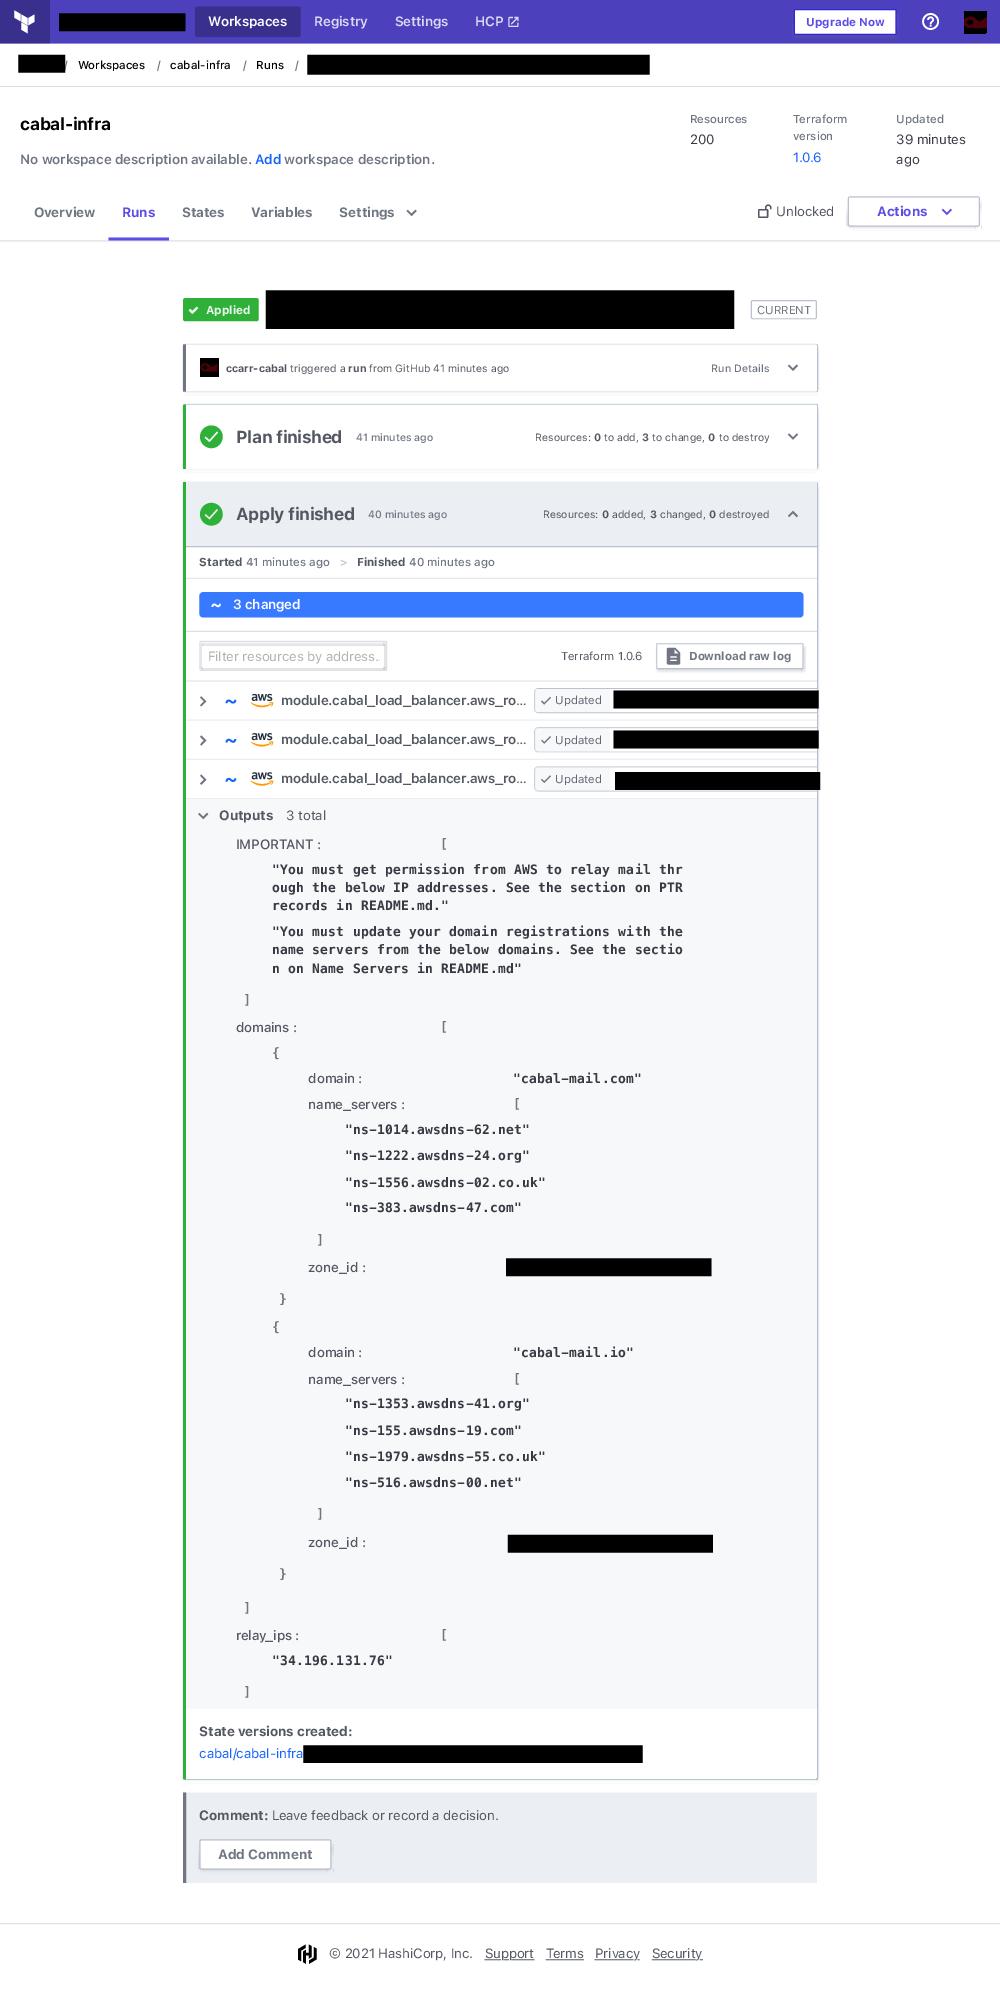 Workspaces Registry Settings HCP Upgrade Now
/ Workspaces / cabal-infra / Runs /
cabal-infra
Resources
200
Terraform
version
1.0.6
Updated
39 minutes
ago
No workspace description available. Add workspace description.
Overview Runs States Variables Settings Unlocked Actions
Applied CURRENT
ccarr-cabal triggered a run from GitHub 41 minutes ago Run Details
Plan finished 41 minutes ago Resources: 0 to add, 3 to change, 0 to destroy
Apply finished 40 minutes ago Resources: 0 added, 3 changed, 0 destroyed
Started 41 minutes ago > Finished 40 minutes ago
~ 3 changed
Filter resources by address. Terraform 1.0.6 Download raw log
~ aws module.cabal_load_balancer.aws_ro... Updated
~ aws module.cabal_load_balancer.aws_ro... Updated
~ aws module.cabal_load_balancer.aws_ro... Updated
Outputs 3 total
IMPORTANT : [
"You must get permission from AWS to relay mail thr
ough the below IP addresses. See the section on PTR
records in README.md."
"You must update your domain registrations with the
name servers from the below domains. See the sectio
n on Name Servers in README.md"
]
domains : [
{
domain : "cabal-mail.com"
name_servers : [
"ns-1014.awsdns-62.net"
"ns-1222.awsdns-24.org"
"ns-1556.awsdns-02.co.uk"
"ns-383.awsdns-47.com"
]
zone_id :
}
{
domain : "cabal-mail.io"
name_servers : [
"ns-1353.awsdns-41.org"
"ns-155.awsdns-19.com"
"ns-1979.awsdns-55.co.uk"
"ns-516.awsdns-00.net"
]
zone_id :
}
]
relay_ips : [
"34.196.131.76"
]
State versions created:
cabal/cabal-infra
Comment: Leave feedback or record a decision.
Add Comment
© 2021 HashiCorp, Inc. Support Terms Privacy Security